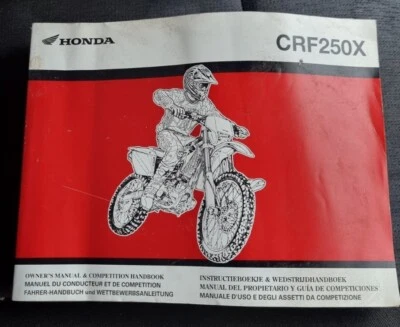 HONDA
CRF250X
OWNER'S MANUAL & COMPETITION HANDBOOK
MANUEL DU CONDUCTEUR ET DE COMPETITION
FAHRER-HANDBUCH und WETTBEWERBSANLEITUNG
INSTRUCTIEBOEKJE & WEDSTRIJDHANDBOEK
MANUAL DEL PROPIETARIO Y GUÍA DE COMPETICIONES
MANUALE D'USO E DEGLI ASSETTI DA COMPETIZIONE